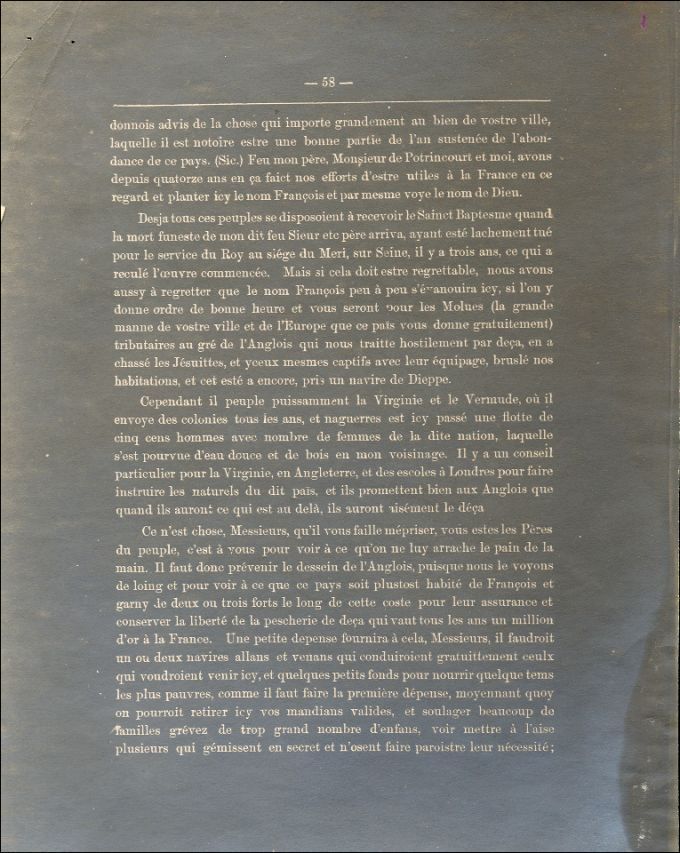 — 58 —
donnois advis de la chose qui importe grandement au bien de vostre ville,
laquelle il est notoire estre une bonne partie de l'an sustenée de l'abon-
dance de ce pays. (Sic.) Feu mon père, Monsieur de Potrincourt et moi, avons
depuis quatorze ans en ça faict nos efforts d'estre utiles à la France en ce
regard et planter icy le nom François et par mesme voye le nom de Dieu.
Desja tous ces peuples se disposoient à recevoir le Sainct Baptesme quand
la mort funeste de mon dit feu Sieur etc père arriva, ayant esté lachement tué
pour le service du Roy au siége du Meri, sur Seine, il y a trois ans, ce qui a
reculé l'œuvre commencée. Mais si cela doit estre regrettable, nous avons
aussy à regretter que le nom François peu à peu s'évanouira icy, si l'on y
donne ordre de bonne heure et vous seront pour les Molues (la grande
manne de vostre ville et de l'Europe que ce païs vous donne gratuitement)
tributaires au gré de l'Anglois qui nous traitte hostilement par deça, en a
chassé les Jésuittes, et yceux mesmes captifs avec leur équipage, bruslé nos
habitations, et cet esté a encore, pris un navire de Dieppe.
Cependant il peuple puissamment la Virginie et le Vermude, où il
envoye des colonies tous les ans, et naguerres est icy passé une flotte de
cinq cens hommes avec nombre de femmes de la dite nation, laquelle
s'est pourvue d'eau douce et de bois en mon voisinage. Il y a un conseil
particulier pour la Virginie, en Angleterre, et des escoles à Londres pour faire
instruire les naturels du dit païs, et ils promettent bien aux Anglois que
quand ils auront ce qui est au delà, ils auront aisément le déça
Ce n'est chose, Messieurs, qu'il vous faille mépriser, vous estes les Pères
du peuple, c'est à vous pour voir à ce qu'on ne luy arrache le pain de la
main. Il faut donc prévenir le dessein de l'Anglois, puisque nous le voyons
de loing et pour voir à ce que ce pays soit plustost habité de François et
garny de deux ou trois forts le long de cette coste pour leur assurance et
conserver la liberté de la pescherie de deça qui vaut tous les ans un million
d'or à la France. Une petite depense fournira à cela, Messieurs, il faudroit
un ou deux navires allans et venans qui conduiroient gratuittement ceulx
qui voudroient venir icy, et quelques petits fonds pour nourrir quelque tems
les plus pauvres, comme il faut faire la première dépense, moyennant quoy
on pourroit retirer icy vos mandians valides, et soulager beaucoup de
familles grévez de trop grand nombre d'enfans, voir mettre à l'aise
plusieurs qui gémissent en secret et n'osent faire paroistre leur nécessité;